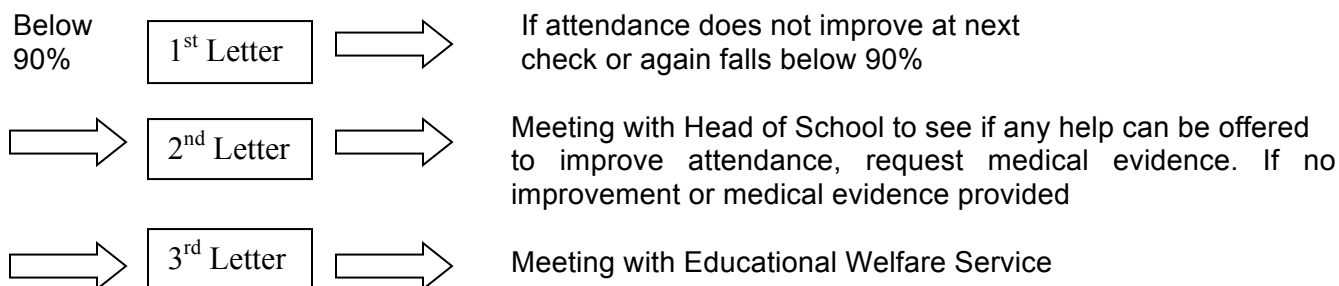 Below
90%
1st Letter
If attendance does not improve at next
check or again falls below 90%
2nd Letter
Meeting with Head of School to see if any help can be offered
to improve attendance, request medical evidence. If no
improvement or medical evidence provided
3rd Letter
Meeting with Educational Welfare Service